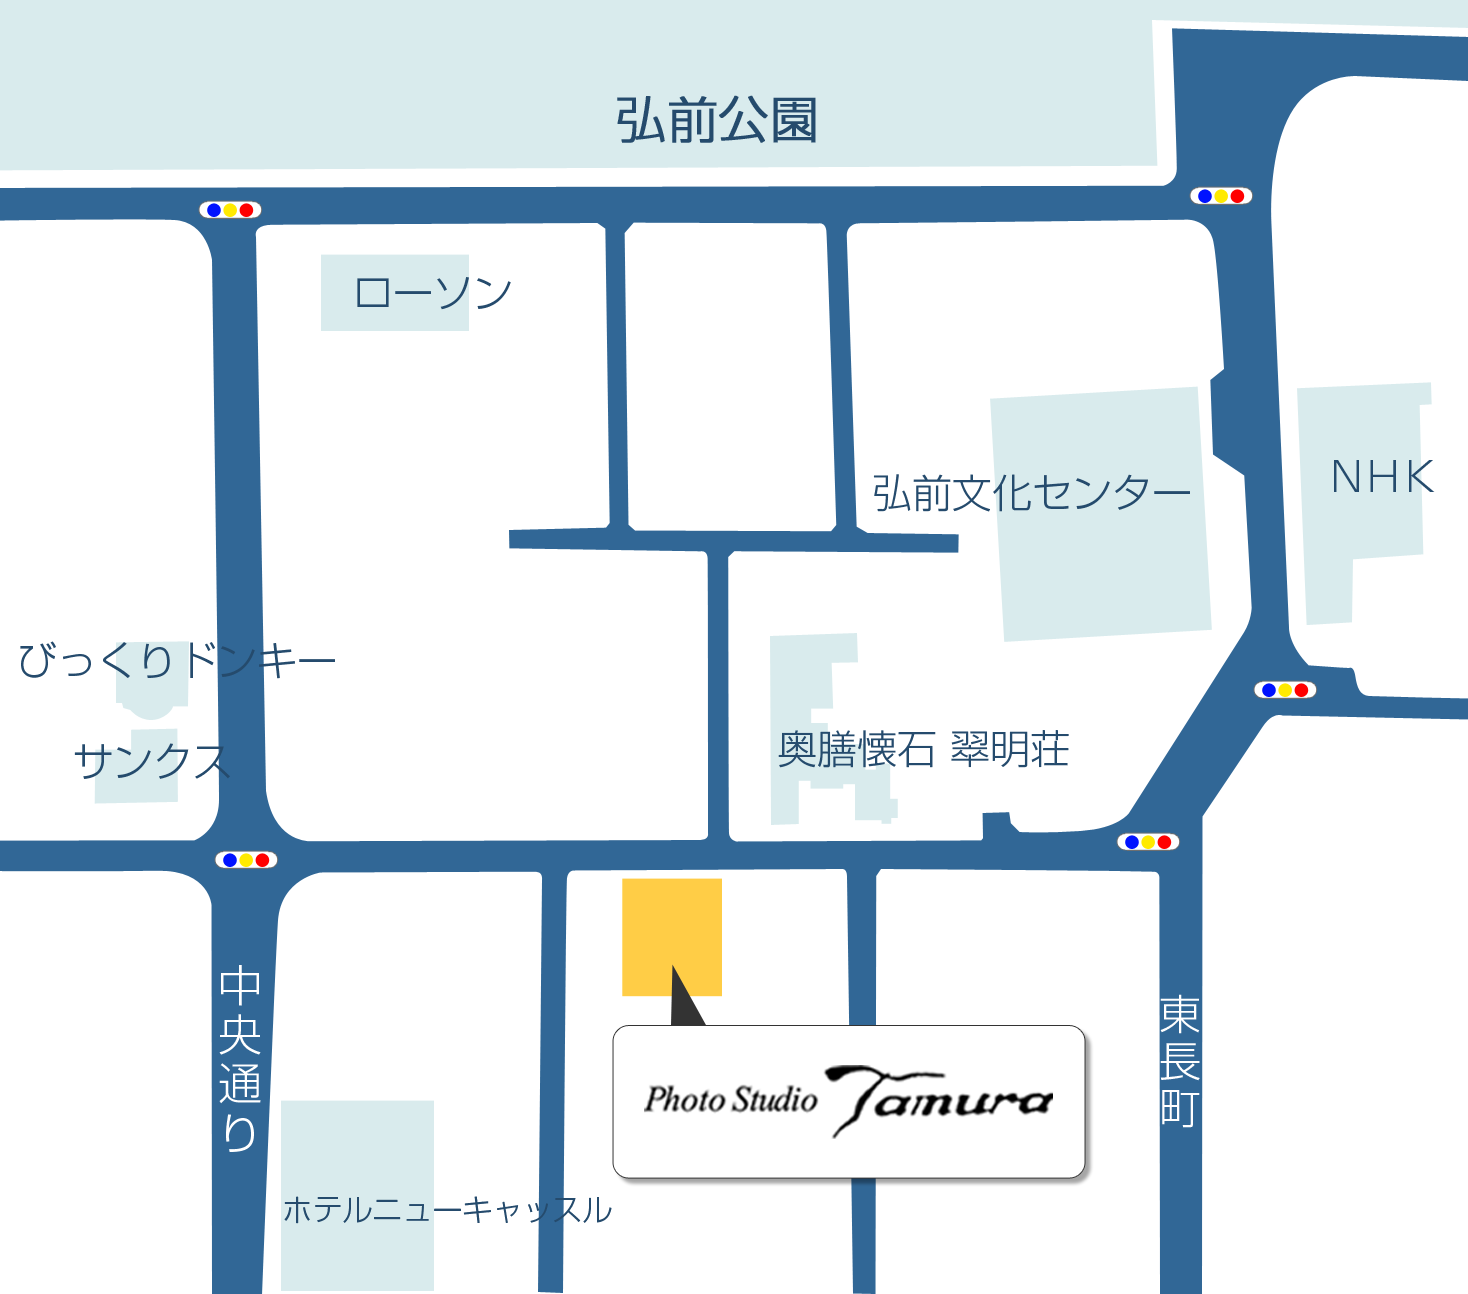 弘前公園
ローソン
弘前文化センター
NHK
びっくりドンキー
サンクス
奥膳懐石 翠明荘
中央通り
東長町
Photo Studio Tamura
ホテルニューキャッスル